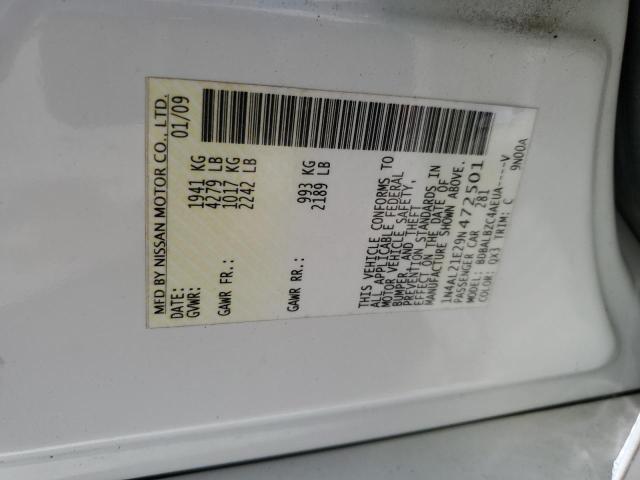 MFD BY NISSAN MOTOR CO., LTD.
DATE: 01/09
GVWR: 1941 KG
4279 LB
GAWR FR: 1017 KG
2242 LB
GAWR RR: 993 KG
2189 LB
THIS VEHICLE CONFORMS TO
ALL APPLICABLE FEDERAL
MOTOR VEHICLE SAFETY,
BUMPER, AND THEFT
PREVENTION STANDARDS IN
EFFECT ON THE DATE OF
MANUFACTURE SHOWN ABOVE.
1N4AL21E29N472501
PASSENGER CAR 281
MODEL: BDBALBZC4AEUA----V
COLOR: QX3 TRIM: C 9N00A